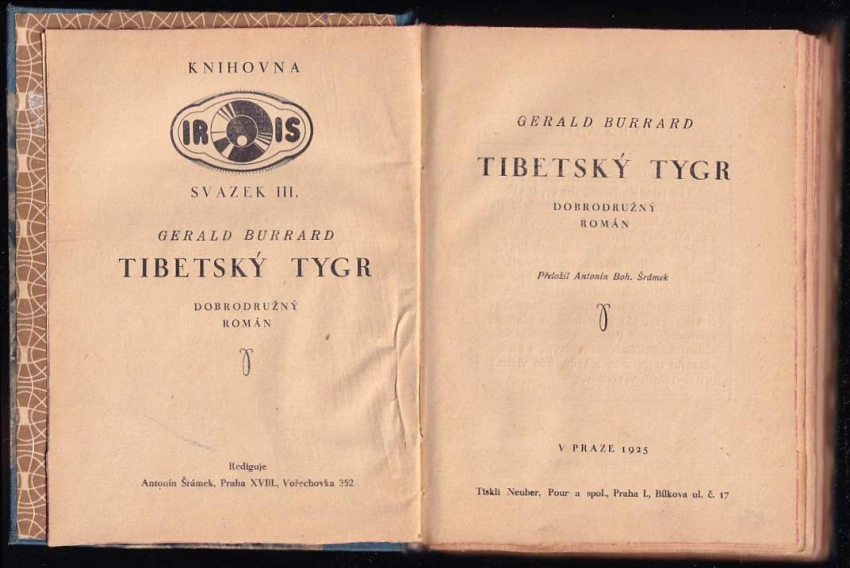 KNIHOVNA
IRIS
SVAZEK III.
GERALD BURRARD
TIBETSKÝ TYGR
DOBRODRUŽNÝ
ROMÁN
Rediguje
Antonín Šrámek, Praha XVIII., Vořechovka 352
GERALD BURRARD
TIBETSKÝ TYGR
DOBRODRUŽNÝ
ROMÁN
Přeložil Antonín Boh. Šrámek
V PRAZE 1925
Tiskli Neuber, Pour a spol., Praha I., Bílkova ul. č. 17